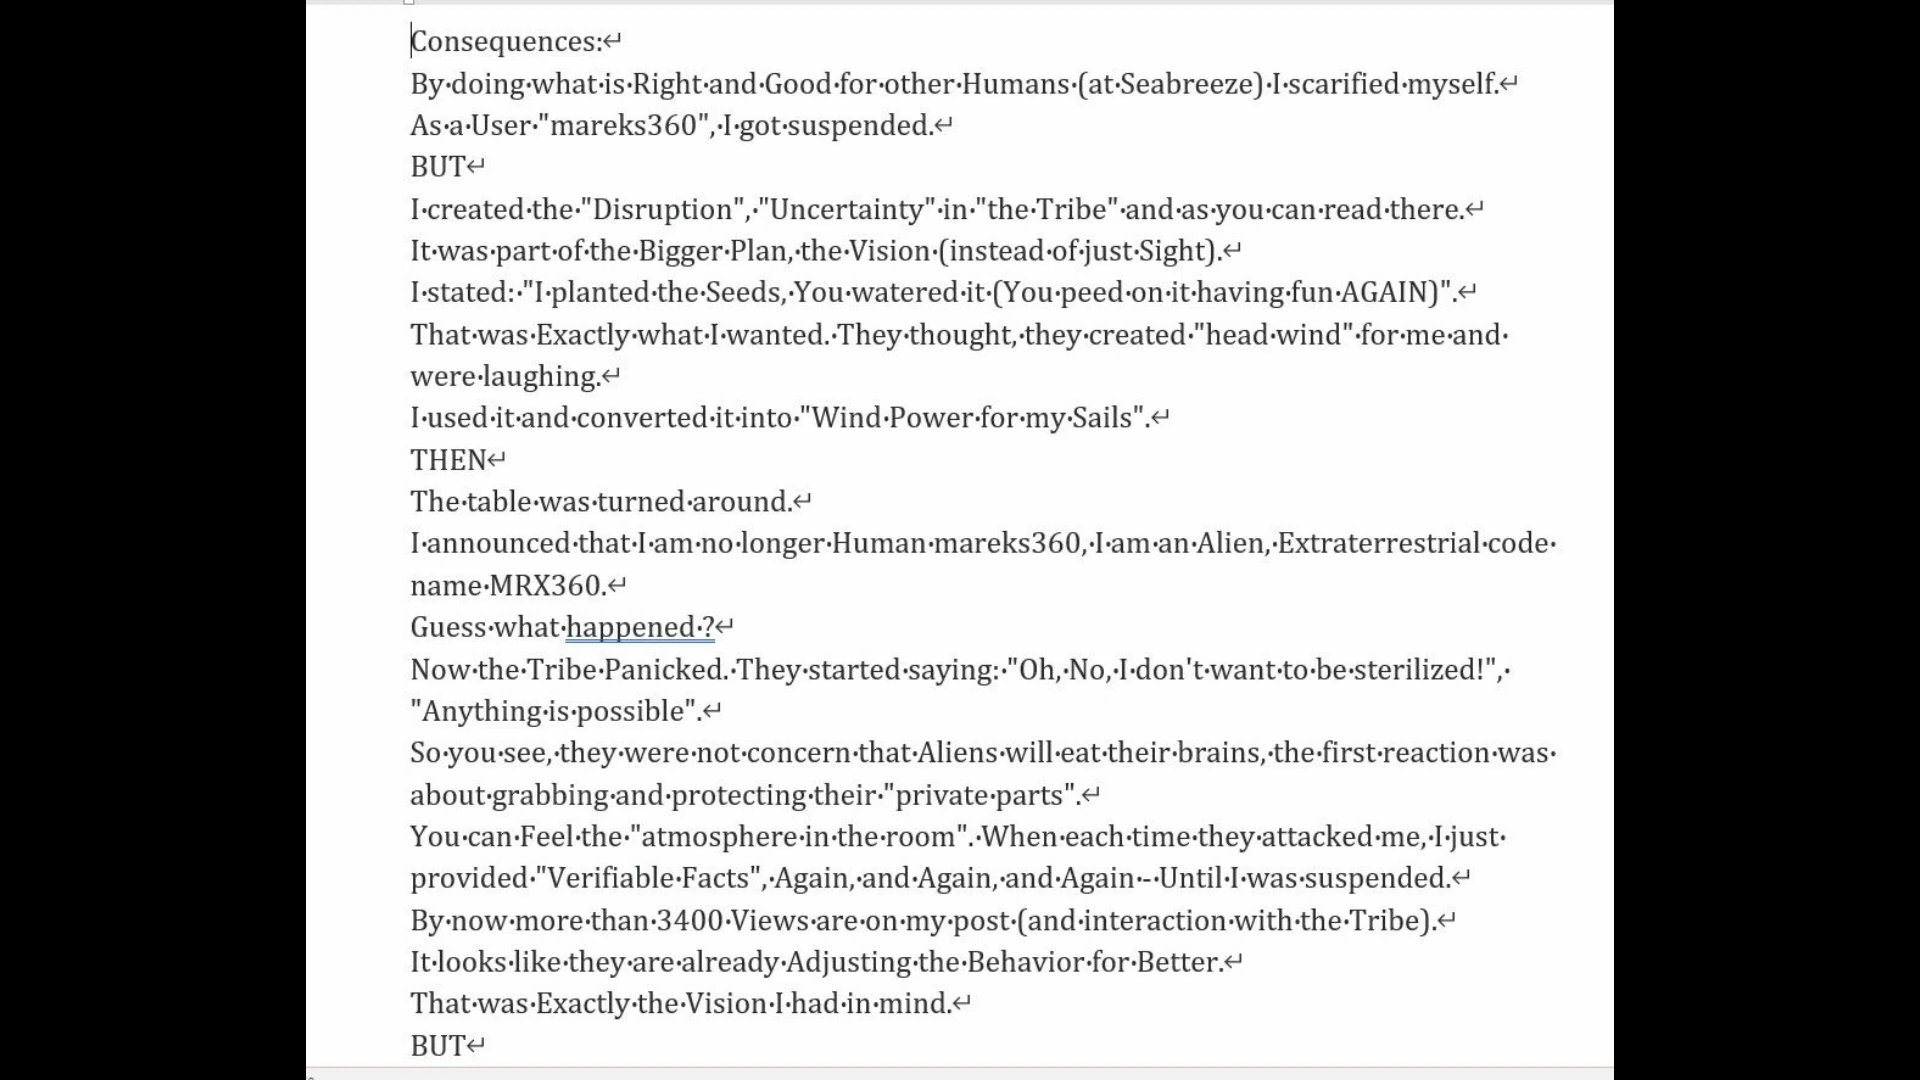 Consequences:↵
By·doing·what·is·Right·and·Good·for·other·Humans·(at·Seabreeze)·I·scarified·myself.↵
As·a·User·"mareks360",·I·got·suspended.↵
BUT↵
I·created·the·"Disruption",·"Uncertainty"·in·"the·Tribe"·and·as·you·can·read·there.↵
It·was·part·of·the·Bigger·Plan,·the·Vision·(instead·of·just·Sight).↵
I·stated:·"I·planted·the·Seeds,·You·watered·it·(You·peed·on·it·having·fun·AGAIN)".↵
That·was·Exactly·what·I·wanted.·They·thought,·they·created·"head·wind"·for·me·and·
were·laughing.↵
I·used·it·and·converted·it·into·"Wind·Power·for·my·Sails".↵
THEN↵
The·table·was·turned·around.↵
I·announced·that·I·am·no·longer·Human·mareks360,·I·am·an·Alien,·Extraterrestrial·code·
name·MRX360.↵
Guess·what·happened·?↵
Now·the·Tribe·Panicked.·They·started·saying:·"Oh,·No,·I·don't·want·to·be·sterilized!",·
"Anything·is·possible".↵
So·you·see,·they·were·not·concern·that·Aliens·will·eat·their·brains,·the·first·reaction·was·
about·grabbing·and·protecting·their·"private·parts".↵
You·can·Feel·the·"atmosphere·in·the·room".·When·each·time·they·attacked·me,·I·just·
provided·"Verifiable·Facts",·Again,·and·Again,·and·Again·-·Until·I·was·suspended.↵
By·now·more·than·3400·Views·are·on·my·post·(and·interaction·with·the·Tribe).↵
It·looks·like·they·are·already·Adjusting·the·Behavior·for·Better.↵
That·was·Exactly·the·Vision·I·had·in·mind.↵
BUT↵